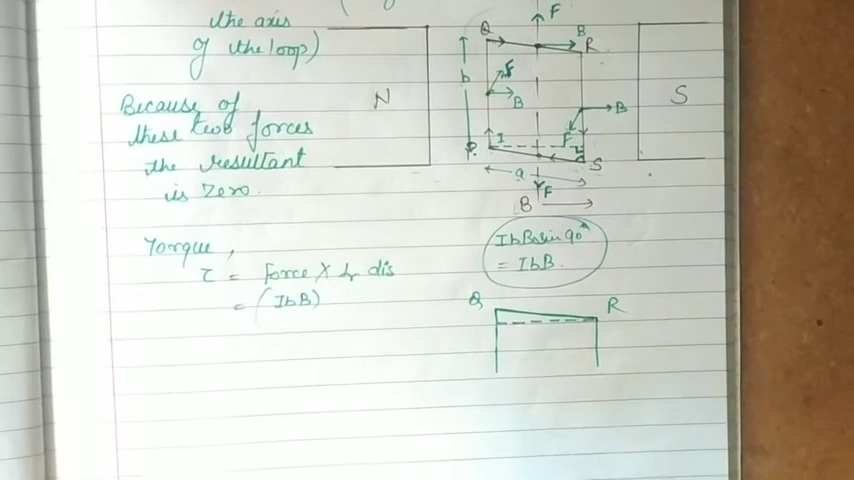 the axis
of the loop)
Because of
these two forces
the resultant
is zero.
N
S
F
Q
B
R
b
F
B
B
F
P
I
S
a
F
B
IbB sin 90°
= IbB.
Torque,
τ = Force X ⊥r dis
= (IbB)
Q
R